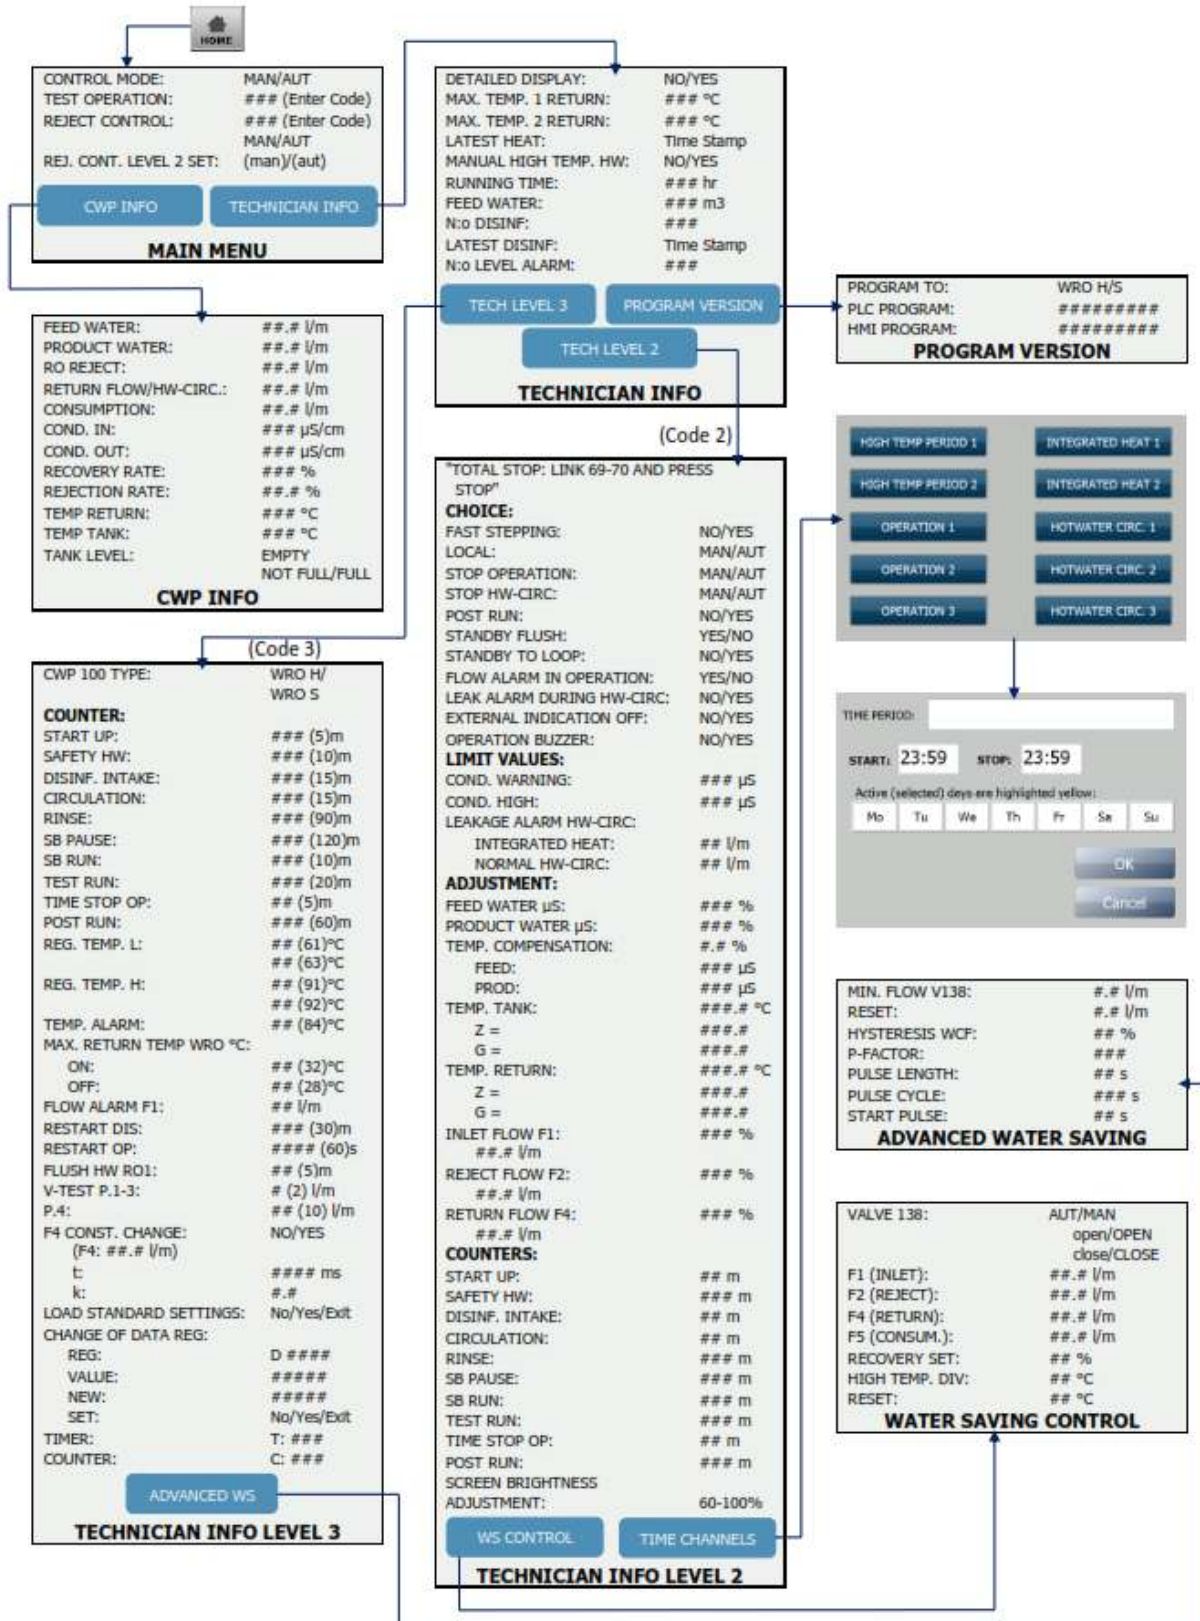 HOME
CONTROL MODE: MAN/AUT
TEST OPERATION: ### (Enter Code)
REJECT CONTROL: ### (Enter Code)
MAN/AUT
REJ. CONT. LEVEL 2 SET: (man)/(aut)
CWP INFO TECHNICIAN INFO
MAIN MENU
DETAILED DISPLAY: NO/YES
MAX. TEMP. 1 RETURN: ### °C
MAX. TEMP. 2 RETURN: ### °C
LATEST HEAT: Time Stamp
MANUAL HIGH TEMP. HW: NO/YES
RUNNING TIME: ### hr
FEED WATER: ### m3
N:o DISINF: ###
LATEST DISINF: Time Stamp
N:o LEVEL ALARM: ###
TECH LEVEL 3 PROGRAM VERSION
TECH LEVEL 2
TECHNICIAN INFO
PROGRAM TO: WRO H/S
PLC PROGRAM: #########
HMI PROGRAM: #########
PROGRAM VERSION
FEED WATER: ##.# l/m
PRODUCT WATER: ##.# l/m
RO REJECT: ##.# l/m
RETURN FLOW/HW-CIRC.: ##.# l/m
CONSUMPTION: ##.# l/m
COND. IN: ### µS/cm
COND. OUT: ### µS/cm
RECOVERY RATE: ### %
REJECTION RATE: ##.# %
TEMP RETURN: ### °C
TEMP TANK: ### °C
TANK LEVEL: EMPTY
NOT FULL/FULL
CWP INFO
(Code 3)
CWP 100 TYPE: WRO H/
WRO S
COUNTER:
START UP: ### (5)m
SAFETY HW: ### (10)m
DISINF. INTAKE: ### (15)m
CIRCULATION: ### (15)m
RINSE: ### (90)m
SB PAUSE: ### (120)m
SB RUN: ### (10)m
TEST RUN: ### (20)m
TIME STOP OP: ## (5)m
POST RUN: ### (60)m
REG. TEMP. L: ## (61)°C
## (63)°C
REG. TEMP. H: ## (91)°C
## (92)°C
TEMP. ALARM: ## (84)°C
MAX. RETURN TEMP WRO °C:
ON: ## (32)°C
OFF: ## (28)°C
FLOW ALARM F1: ## l/m
RESTART DIS: ### (30)m
RESTART OP: #### (60)s
FLUSH HW RO1: ## (5)m
V-TEST P.1-3: # (2) l/m
P.4: ## (10) l/m
F4 CONST. CHANGE: NO/YES
(F4: ##.# l/m)
t: #### ms
k: #.#
LOAD STANDARD SETTINGS: No/Yes/Exit
CHANGE OF DATA REG:
REG: D ####
VALUE: #####
NEW: #####
SET: No/Yes/Exit
TIMER: T: ###
COUNTER: C: ###
ADVANCED WS
TECHNICIAN INFO LEVEL 3
(Code 2)
"TOTAL STOP: LINK 69-70 AND PRESS
STOP"
CHOICE:
FAST STEPPING: NO/YES
LOCAL: MAN/AUT
STOP OPERATION: MAN/AUT
STOP HW-CIRC: MAN/AUT
POST RUN: NO/YES
STANDBY FLUSH: YES/NO
STANDBY TO LOOP: NO/YES
FLOW ALARM IN OPERATION: YES/NO
LEAK ALARM DURING HW-CIRC: NO/YES
EXTERNAL INDICATION OFF: NO/YES
OPERATION BUZZER: NO/YES
LIMIT VALUES:
COND. WARNING: ### µS
COND. HIGH: ### µS
LEAKAGE ALARM HW-CIRC:
INTEGRATED HEAT: ## l/m
NORMAL HW-CIRC: ## l/m
ADJUSTMENT:
FEED WATER µS: ### %
PRODUCT WATER µS: ### %
TEMP. COMPENSATION: #.# %
FEED: ### µS
PROD: ### µS
TEMP. TANK: ###.# °C
Z = ###.#
G = ###.#
TEMP. RETURN: ###.# °C
Z = ###.#
G = ###.#
INLET FLOW F1: ### %
##.# l/m
REJECT FLOW F2: ### %
##.# l/m
RETURN FLOW F4: ### %
##.# l/m
COUNTERS:
START UP: ## m
SAFETY HW: ### m
DISINF. INTAKE: ## m
CIRCULATION: ## m
RINSE: ### m
SB PAUSE: ### m
SB RUN: ### m
TEST RUN: ### m
TIME STOP OP: ## m
POST RUN: ### m
SCREEN BRIGHTNESS
ADJUSTMENT: 60-100%
WS CONTROL TIME CHANNELS
TECHNICIAN INFO LEVEL 2
HIGH TEMP PERIOD 1 INTEGRATED HEAT 1
HIGH TEMP PERIOD 2 INTEGRATED HEAT 2
OPERATION 1 HOTWATER CIRC. 1
OPERATION 2 HOTWATER CIRC. 2
OPERATION 3 HOTWATER CIRC. 3
TIME PERIOD:
START: 23:59 STOP: 23:59
Active (selected) days are highlighted yellow:
Mo Tu We Th Fr Sa Su
OK
Cancel
MIN. FLOW V138: #.# l/m
RESET: #.# l/m
HYSTERESIS WCF: ## %
P-FACTOR: ###
PULSE LENGTH: ## s
PULSE CYCLE: ### s
START PULSE: ## s
ADVANCED WATER SAVING
VALVE 138: AUT/MAN
open/OPEN
close/CLOSE
F1 (INLET): ##.# l/m
F2 (REJECT): ##.# l/m
F4 (RETURN): ##.# l/m
F5 (CONSUM.): ##.# l/m
RECOVERY SET: ## %
HIGH TEMP. DIV: ## °C
RESET: ## °C
WATER SAVING CONTROL